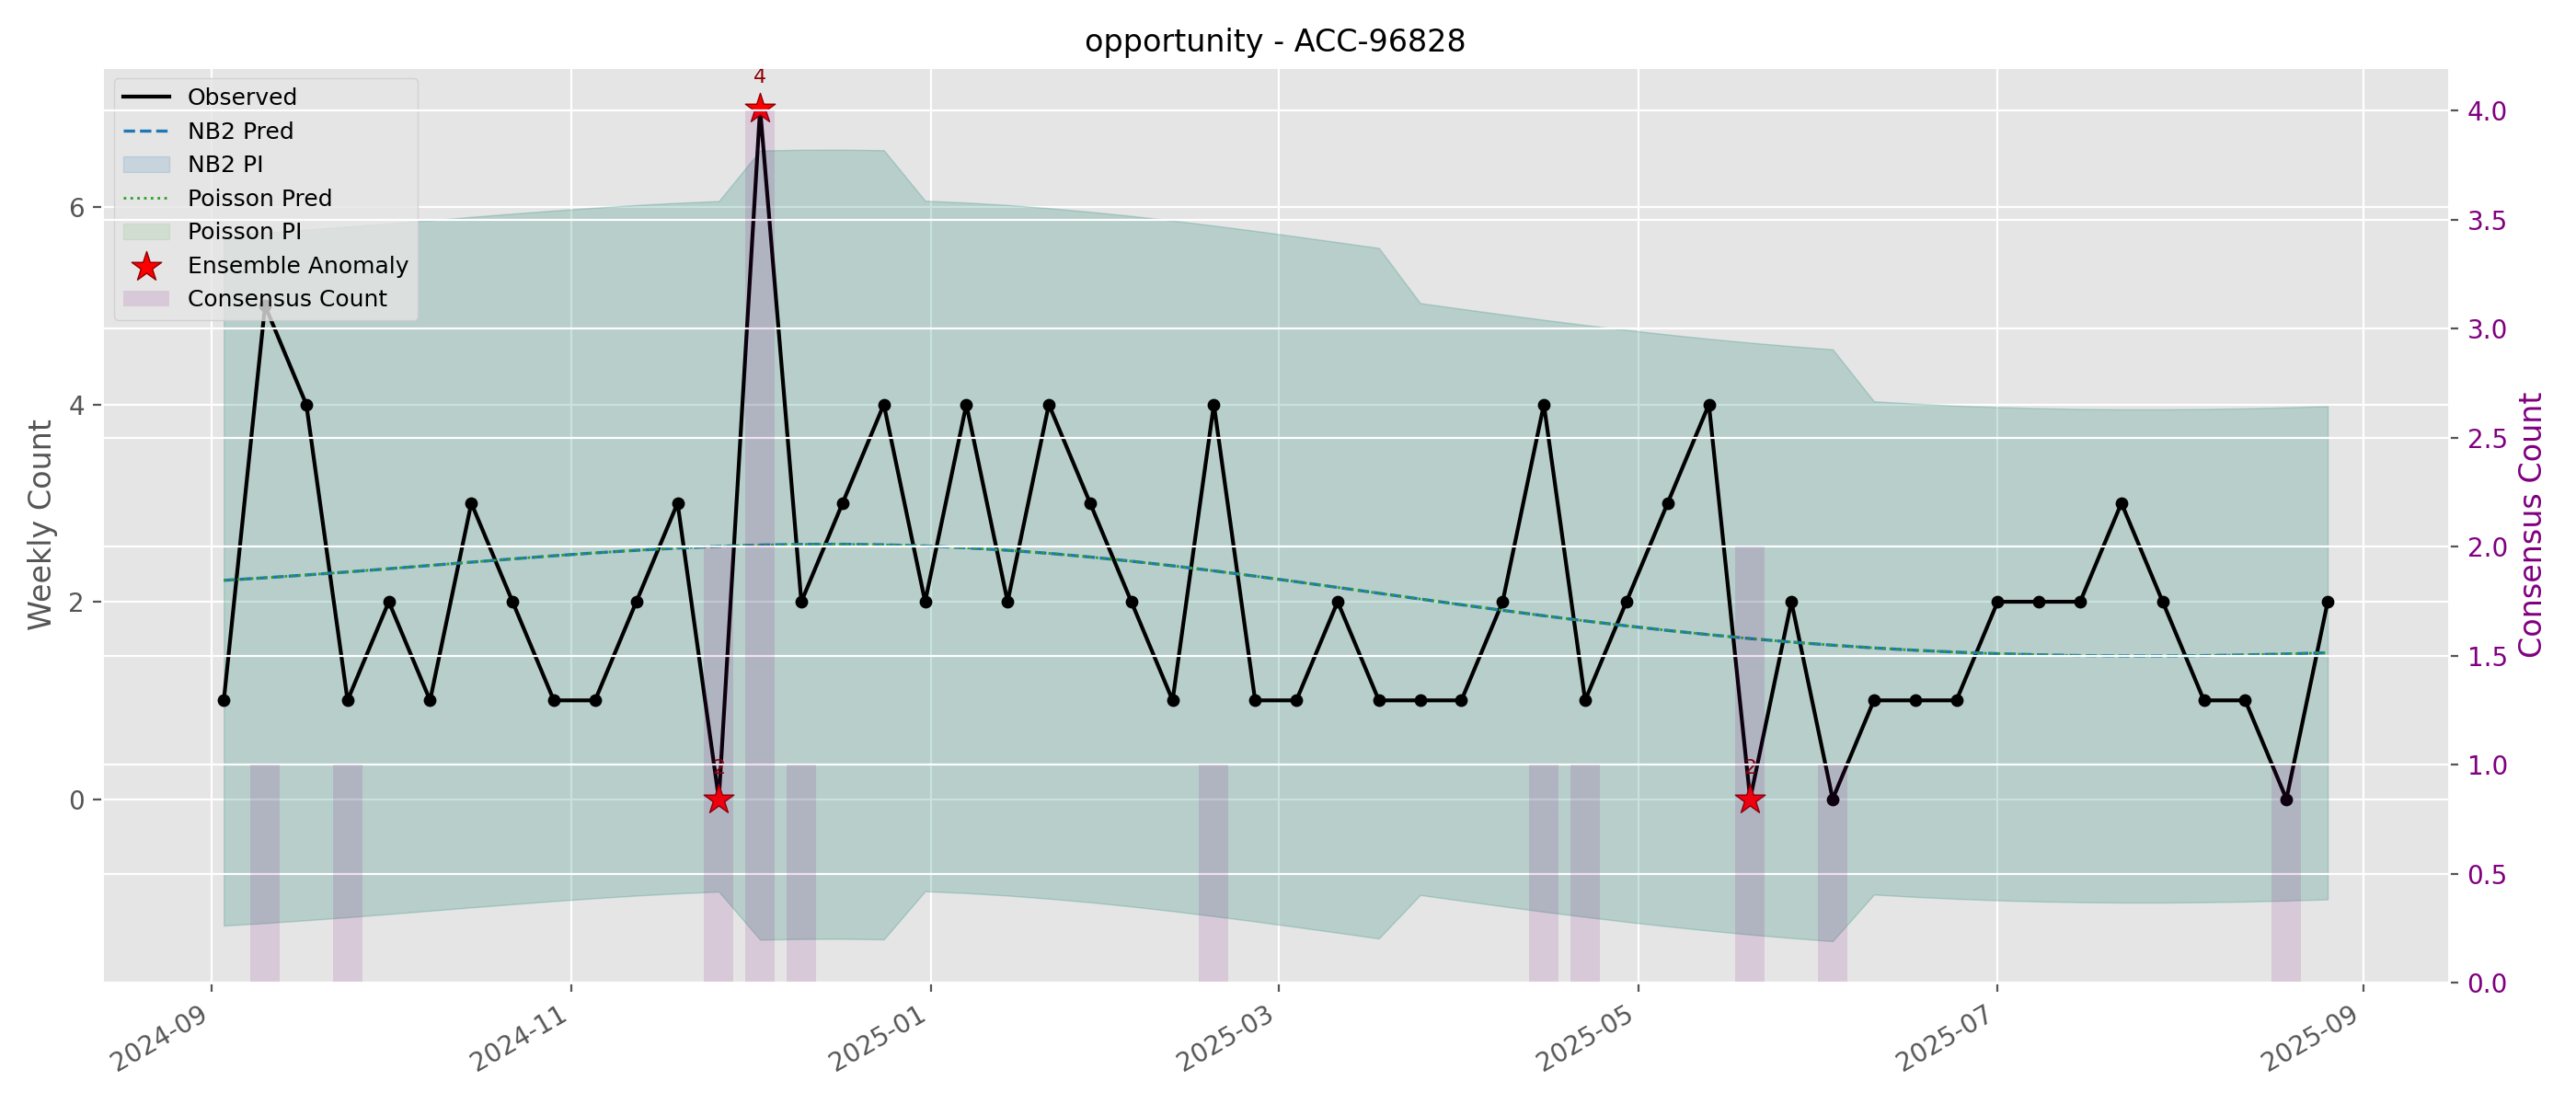 opportunity - ACC-96828
4
Observed
NB2 Pred
NB2 PI
Poisson Pred
Poisson PI
Ensemble Anomaly
Consensus Count
2
2
Weekly Count
6
4
2
0
Consensus Count
4.0
3.5
3.0
2.5
2.0
1.5
1.0
0.5
0.0
2024-09
2024-11
2025-01
2025-03
2025-05
2025-07
2025-09